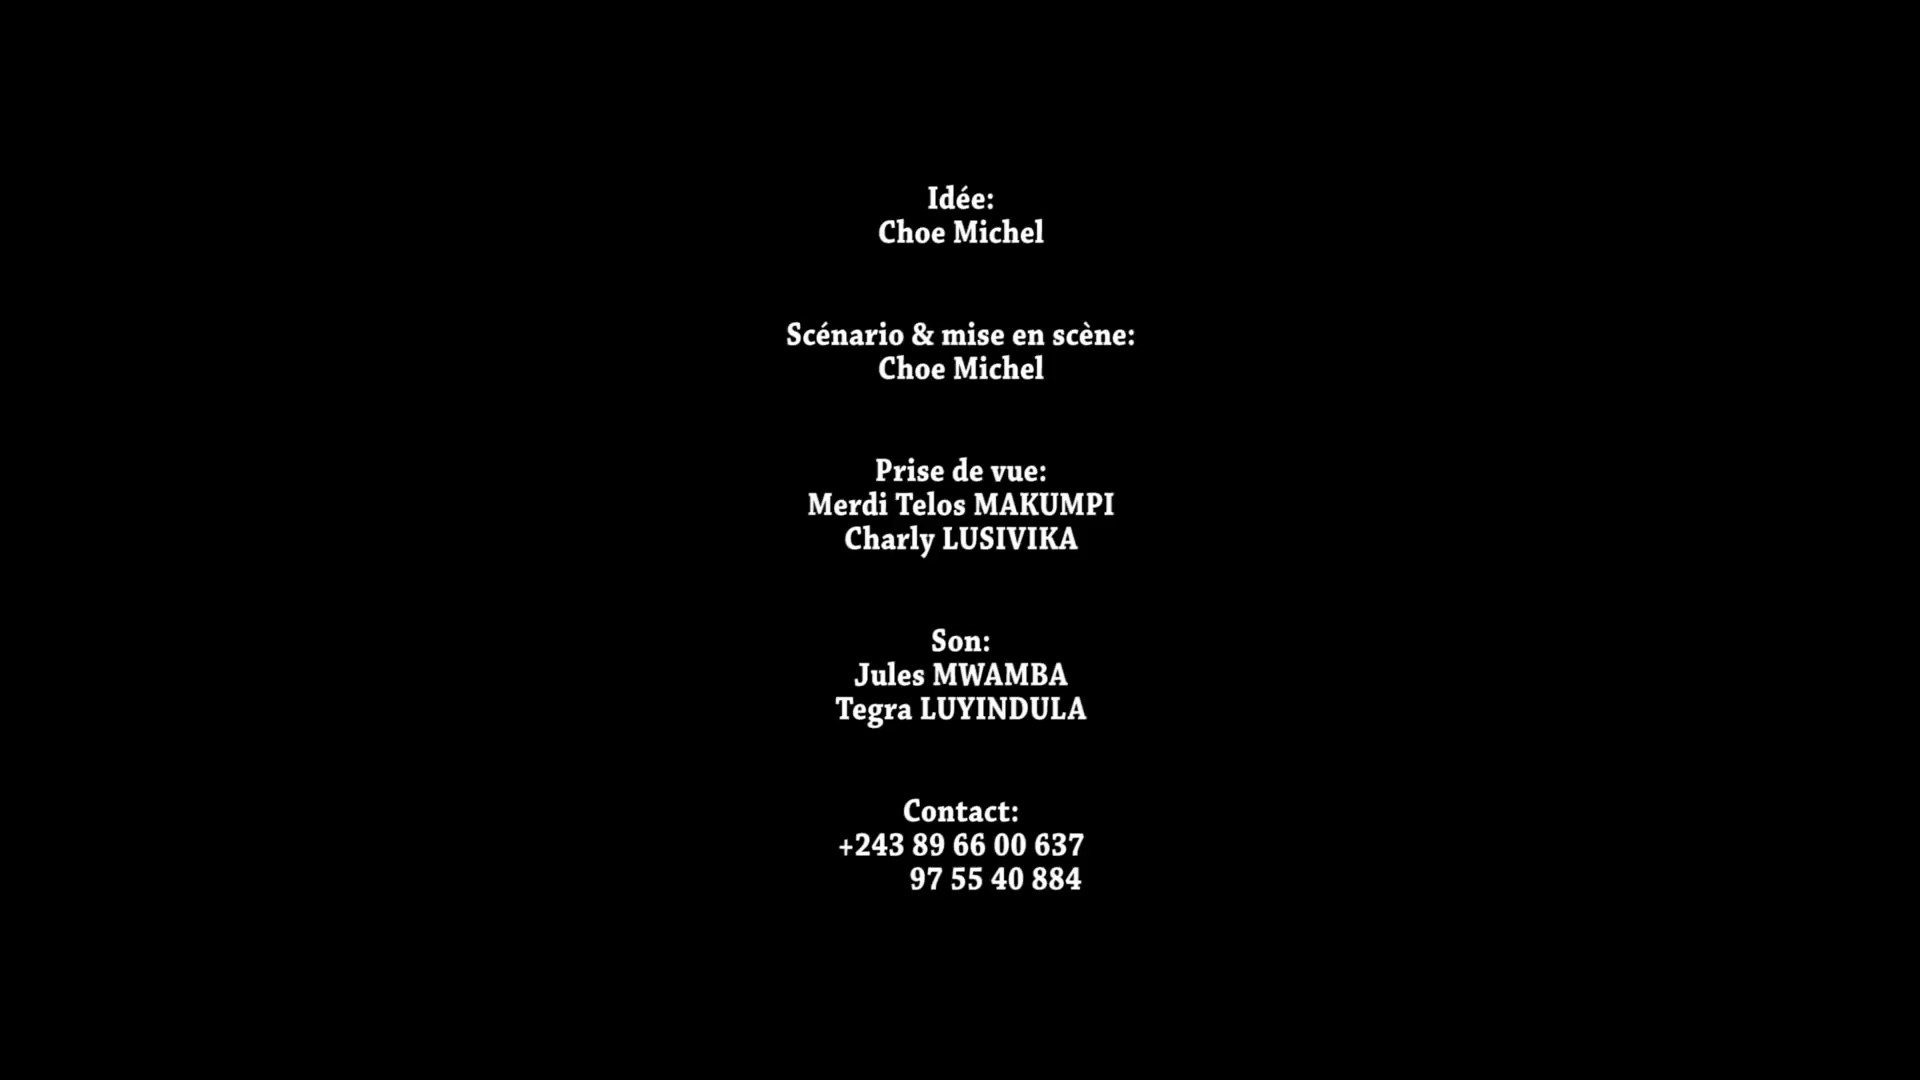 Idée:
Choe Michel
Scénario & mise en scène:
Choe Michel
Prise de vue:
Merdi Telos MAKUMPI
Charly LUSIVIKA
Son:
Jules MWAMBA
Tegra LUYINDULA
Contact:
+243 89 66 00 637
97 55 40 884